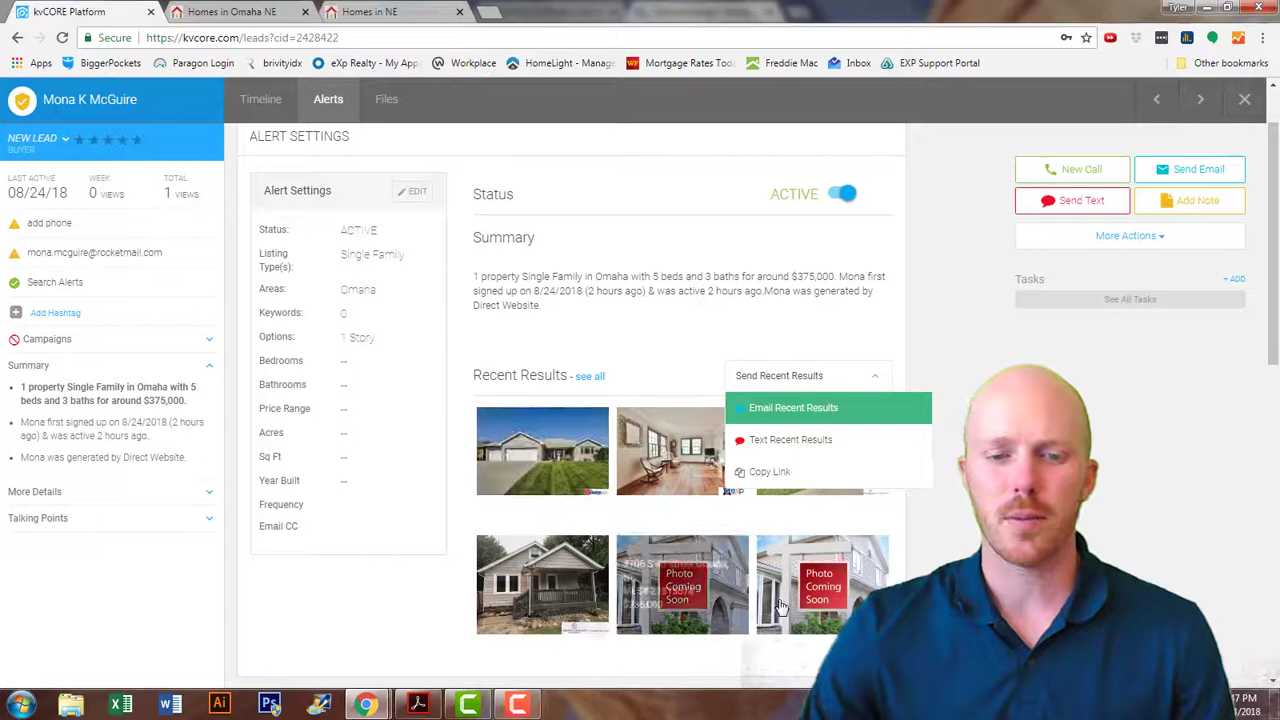 kvCORE Platform
Homes in Omaha NE
Homes in NE
Tyler
Secure
https://kvcore.com/leads?cid=2428422
Apps
BiggerPockets
Paragon Login
brivityidx
eXp Realty - My App
Workplace
HomeLight - Manage
Mortgage Rates Tod
Freddie Mac
Inbox
EXP Support Portal
Other bookmarks
Mona K McGuire
Timeline
Alerts
Files
NEW LEAD
BUYER
LAST ACTIVE
WEEK
TOTAL
08/24/18
0 VIEWS
1 VIEWS
add phone
mona.mcguire@rocketmail.com
Search Alerts
Add Hashtag
Campaigns
Summary
1 property Single Family in Omaha with 5
beds and 3 baths for around $375,000.
Mona first signed up on 8/24/2018 (2 hours
ago) & was active 2 hours ago..
Mona was generated by Direct Website.
More Details
Talking Points
ALERT SETTINGS
Alert Settings
EDIT
Status:
ACTIVE
Listing
Type(s):
Single Family
Areas:
Omaha
Keywords:
0
Options:
1 Story
Bedrooms
--
Bathrooms
--
Price Range
--
Acres
--
Sq Ft
--
Year Built
--
Frequency
Email CC
Status
ACTIVE
Summary
1 property Single Family in Omaha with 5 beds and 3 baths for around $375,000. Mona first
signed up on 8/24/2018 (2 hours ago) & was active 2 hours ago.Mona was generated by
Direct Website.
Recent Results - see all
Send Recent Results
Email Recent Results
Text Recent Results
Copy Link
Photo
Coming
Soon
Photo
Coming
Soon
New Call
Send Email
Send Text
Add Note
More Actions
Tasks
+ ADD
See All Tasks